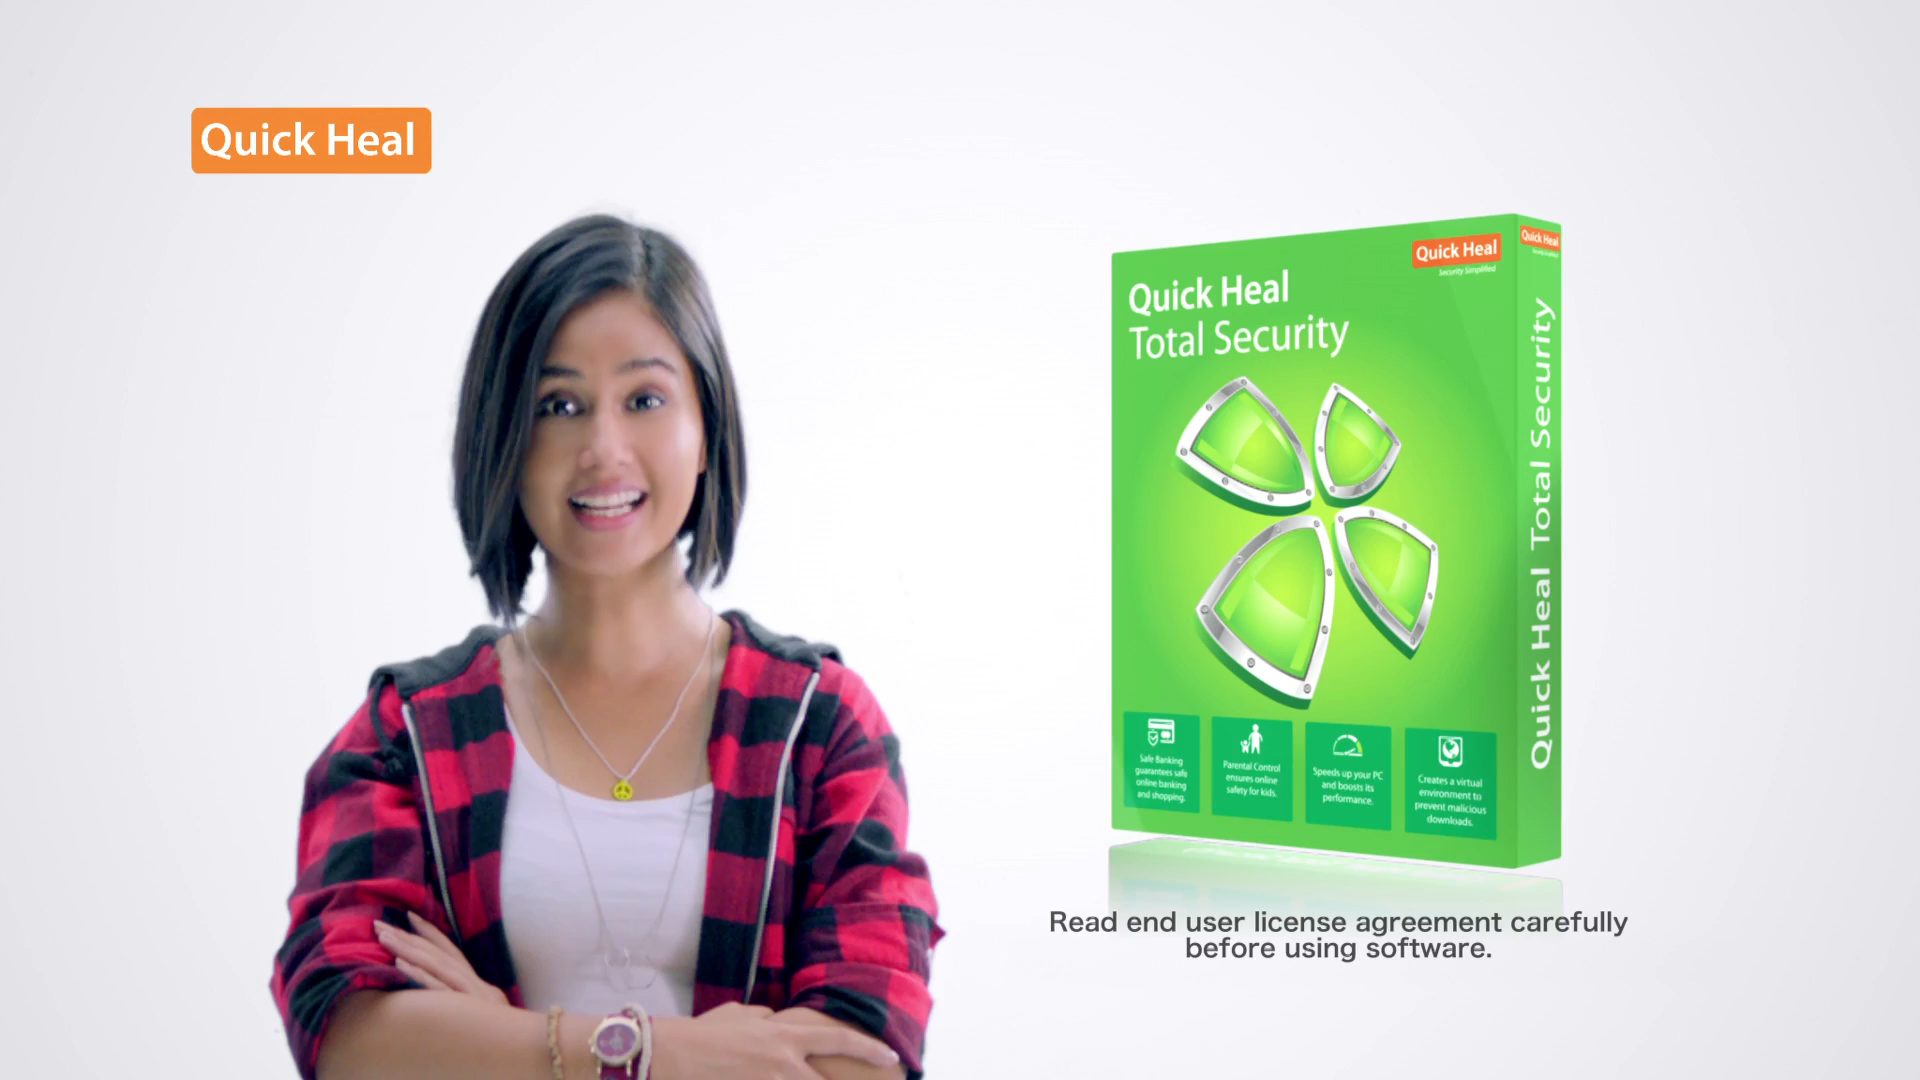 Quick Heal
Quick Heal
Security Simplified
Quick Heal
Total Security
Safe Banking
guarantees safe
online banking
and shopping.
Parental Control
ensures online
safety for kids.
Speeds up your PC
and boosts its
performance.
Creates a virtual
environment to
prevent malicious
downloads.
Quick Heal
Quick Heal Total Security
Read end user license agreement carefully
before using software.